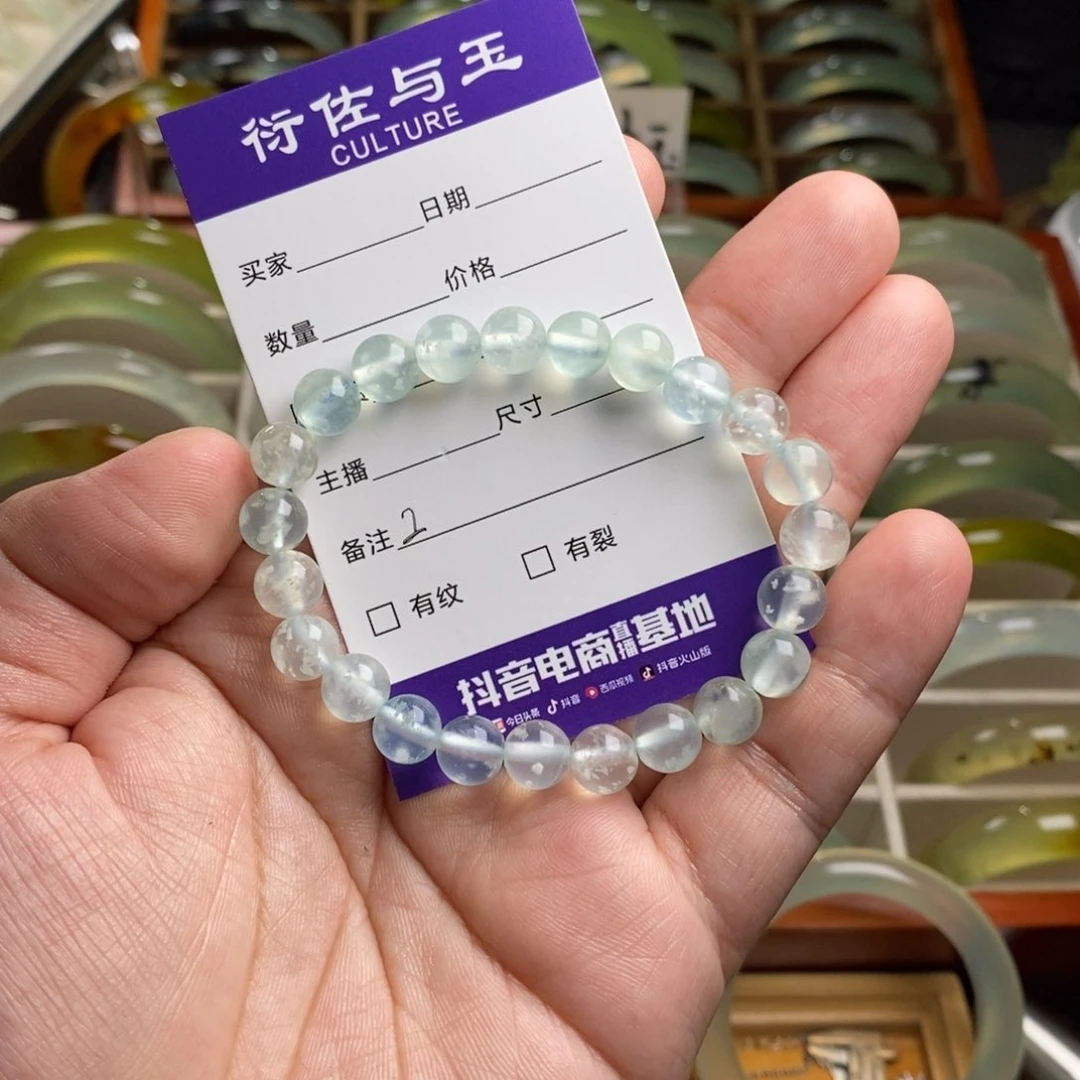 衍佐与玉
CULTURE
买家 日期
数量 价格
尺寸
主播
备注 2
有纹 有裂
抖音电商直播基地
今日头条 抖音 西瓜视频 抖音火山版